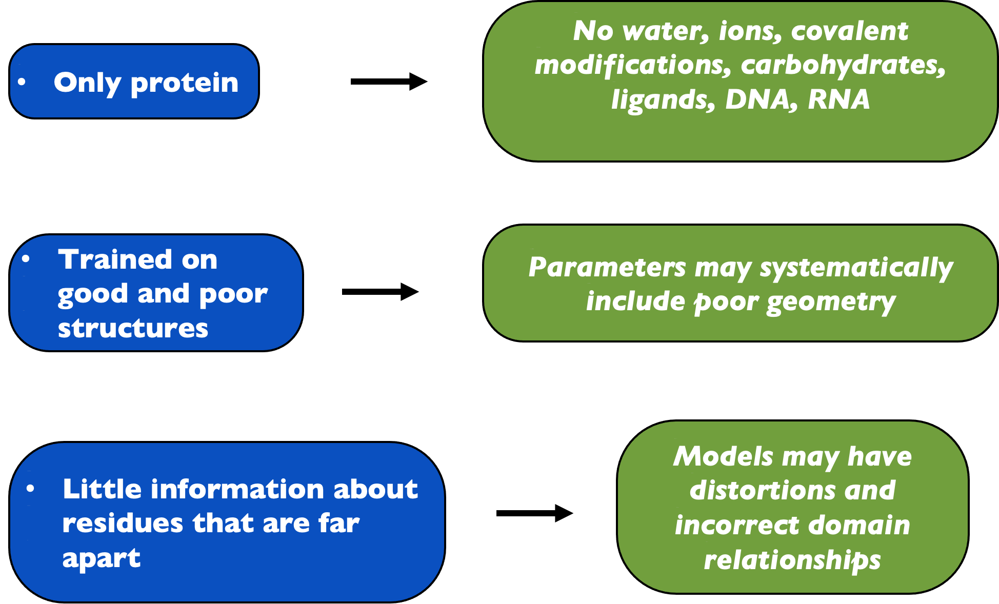 • Only protein
No water, ions, covalent
modifications, carbohydrates,
ligands, DNA, RNA
• Trained on
good and poor
structures
Parameters may systematically
include poor geometry
• Little information about
residues that are far
apart
Models may have
distortions and
incorrect domain
relationships